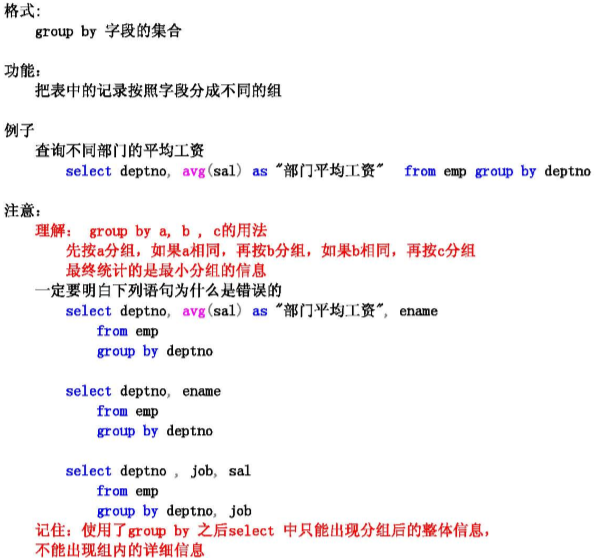 格式:
group by 字段的集合
功能：
把表中的记录按照字段分成不同的组
例子
查询不同部门的平均工资
select deptno, avg(sal) as "部门平均工资" from emp group by deptno
注意：
理解： group by a, b , c的用法
先按a分组，如果a相同，再按b分组，如果b相同，再按c分组
最终统计的是最小分组的信息
一定要明白下列语句为什么是错误的
select deptno, avg(sal) as "部门平均工资", ename
from emp
group by deptno
select deptno, ename
from emp
group by deptno
select deptno , job, sal
from emp
group by deptno, job
记住：使用了group by 之后select 中只能出现分组后的整体信息，
不能出现组内的详细信息